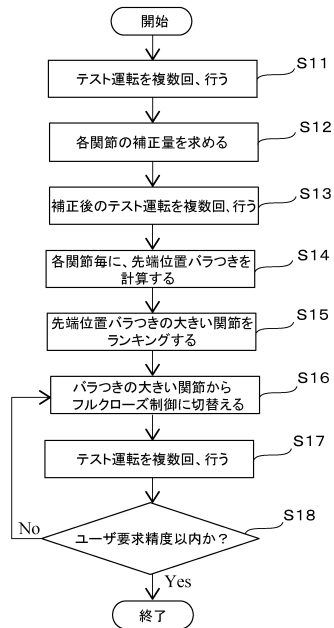 開始
S11
テスト運転を複数回、行う
S12
各関節の補正量を求める
S13
補正後のテスト運転を複数回、行う
S14
各関節毎に、先端位置バラつきを
計算する
S15
先端位置バラつきの大きい関節を
ランキングする
S16
バラつきの大きい関節から
フルクローズ制御に切替える
S17
テスト運転を複数回、行う
S18
ユーザ要求精度以内か？
No
Yes
終了